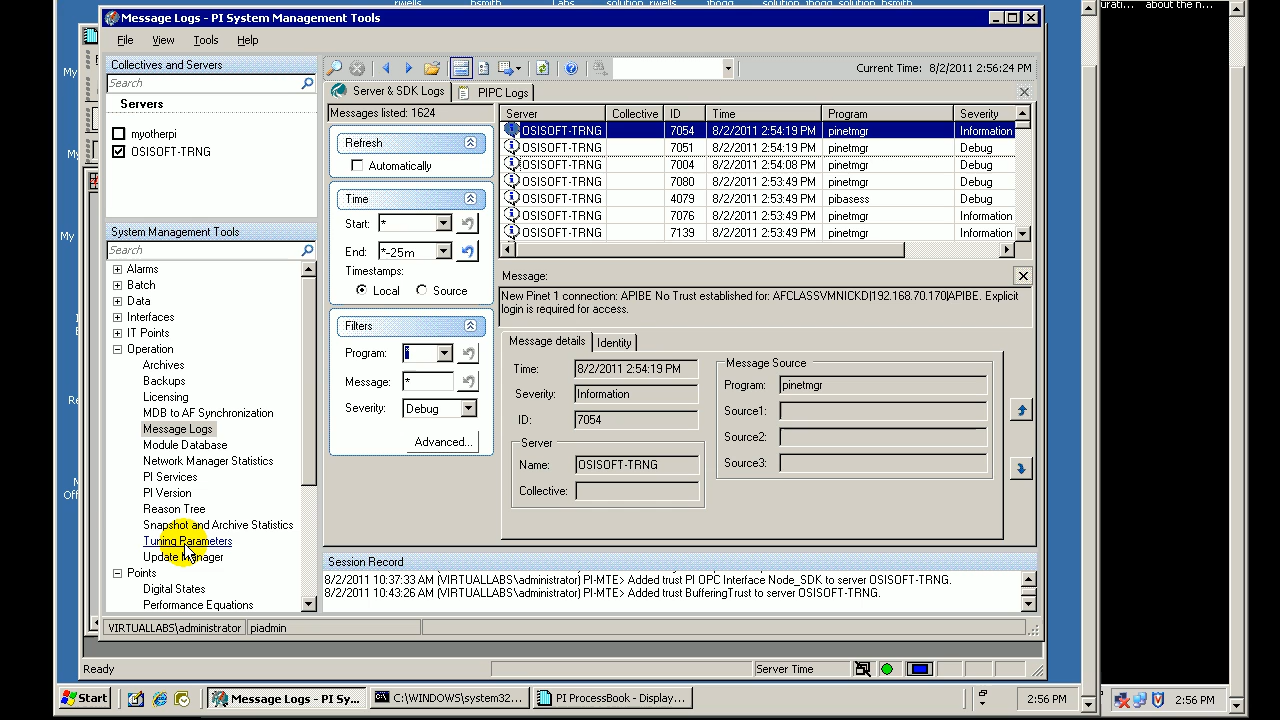 rwells
bsmith
Labs
solution_rwells
jhogg
solution_jhogg
solution_bsmith
about the n...
Message Logs - PI System Management Tools
File View Tools Help
Collectives and Servers
Search
Servers
myotherpi
OSISOFT-TRNG
System Management Tools
Search
Alarms
Batch
Data
Interfaces
IT Points
Operation
Archives
Backups
Licensing
MDB to AF Synchronization
Message Logs
Module Database
Network Manager Statistics
PI Services
PI Version
Reason Tree
Snapshot and Archive Statistics
Tuning Parameters
Update Manager
Points
Digital States
Performance Equations
Current Time: 8/2/2011 2:56:24 PM
Server & SDK Logs PIPC Logs
Messages listed: 1624
Refresh
Automatically
Time
Start: *
End: *-25m
Timestamps:
Local Source
Filters
Program: *
Message: *
Severity: Debug
Advanced...
Server Collective ID Time Program Severity
OSISOFT-TRNG 7054 8/2/2011 2:54:19 PM pinetmgr Information
OSISOFT-TRNG 7051 8/2/2011 2:54:19 PM pinetmgr Debug
OSISOFT-TRNG 7004 8/2/2011 2:54:08 PM pinetmgr Debug
OSISOFT-TRNG 7080 8/2/2011 2:53:49 PM pinetmgr Debug
OSISOFT-TRNG 4079 8/2/2011 2:53:49 PM pibasess Debug
OSISOFT-TRNG 7076 8/2/2011 2:53:49 PM pinetmgr Information
OSISOFT-TRNG 7139 8/2/2011 2:53:49 PM pinetmgr Information
Message:
New Pinet 1 connection: APIBE No Trust established for: AFCLASSVMNICKD|192.168.70.170|APIBE. Explicit
login is required for access.
Message details Identity
Time: 8/2/2011 2:54:19 PM
Severity: Information
ID: 7054
Server
Name: OSISOFT-TRNG
Collective:
Message Source
Program: pinetmgr
Source1:
Source2:
Source3:
Session Record
8/2/2011 10:37:33 AM (VIRTUALLABS\administrator) PI-MTE> Added trust PI OPC Interface Node_SDK to server OSISOFT-TRNG.
8/2/2011 10:43:26 AM (VIRTUALLABS\administrator) PI-MTE> Added trust BufferingTrust to server OSISOFT-TRNG.
VIRTUALLABS\administrator piadmin
Ready Server Time
Start Message Logs - PI Sy... C:\WINDOWS\system32... PI ProcessBook - Display... 2:56 PM 2:56 PM